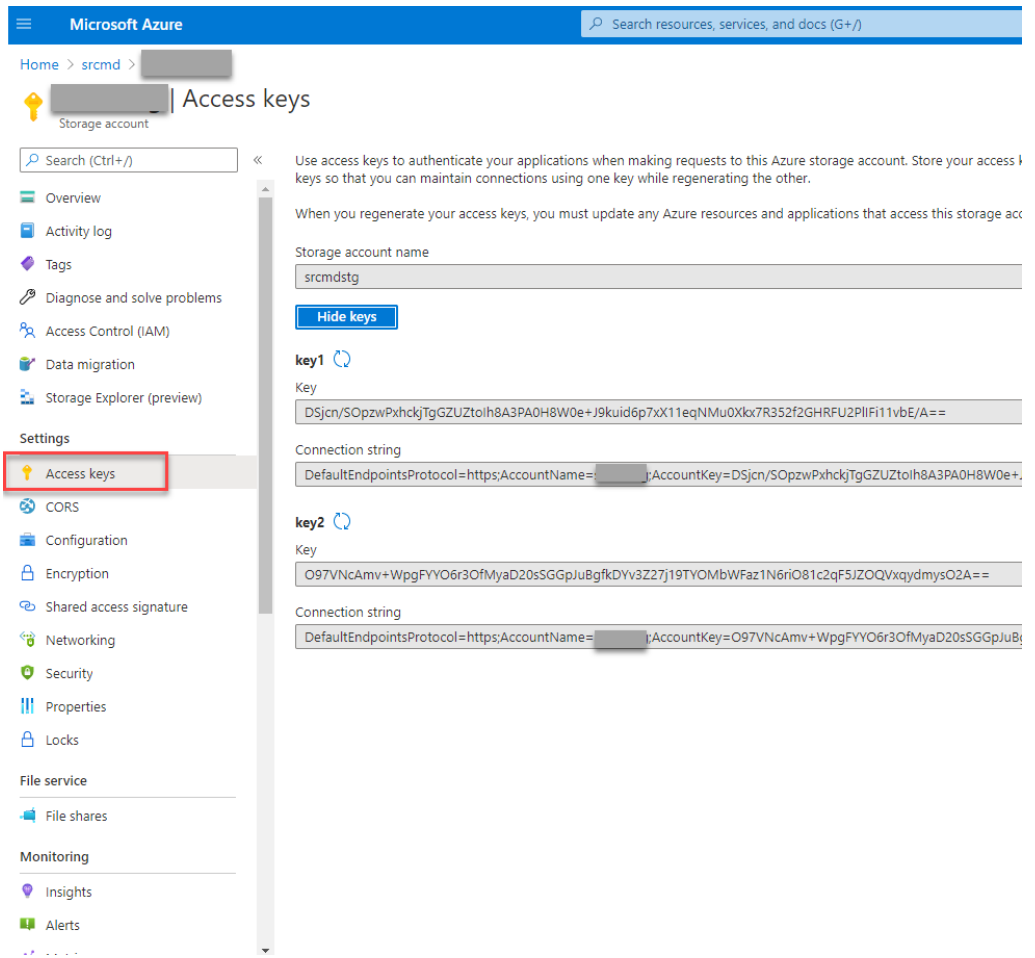 Microsoft Azure
Search resources, services, and docs (G+/)
Home > srcmd >
| Access keys
Storage account
Search (Ctrl+/)
«
Overview
Activity log
Tags
Diagnose and solve problems
Access Control (IAM)
Data migration
Storage Explorer (preview)
Settings
Access keys
CORS
Configuration
Encryption
Shared access signature
Networking
Security
Properties
Locks
File service
File shares
Monitoring
Insights
Alerts
Use access keys to authenticate your applications when making requests to this Azure storage account. Store your access
keys so that you can maintain connections using one key while regenerating the other.
When you regenerate your access keys, you must update any Azure resources and applications that access this storage
Storage account name
srcmdstg
Hide keys
key1
Key
Connection string
DefaultEndpointsProtocol=https;AccountName= ;AccountKey=
key2
Key
Connection string
DefaultEndpointsProtocol=https;AccountName= ;AccountKey=